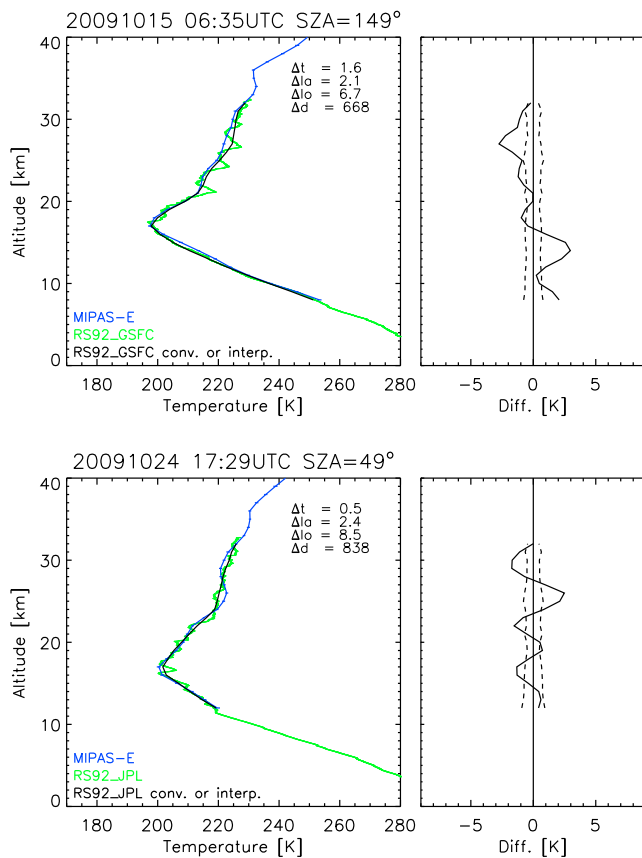 20091015 06:35UTC SZA=149°
40
30
20
10
0
Altitude [km]
Δt = 1.6
Δla = 2.1
Δlo = 6.7
Δd = 668
MIPAS-E
RS92_GSFC
RS92_GSFC conv. or interp.
180 200 220 240 260 280
Temperature [K]
-5 0 5
Diff. [K]
20091024 17:29UTC SZA=49°
40
30
20
10
0
Altitude [km]
Δt = 0.5
Δla = 2.4
Δlo = 8.5
Δd = 838
MIPAS-E
RS92_JPL
RS92_JPL conv. or interp.
180 200 220 240 260 280
Temperature [K]
-5 0 5
Diff. [K]